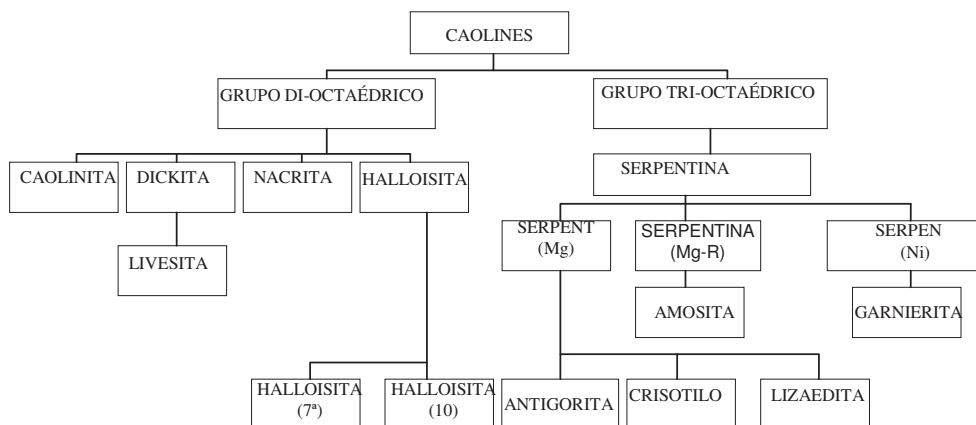 CAOLINES
GRUPO DI-OCTAÉDRICO
GRUPO TRI-OCTAÉDRICO
CAOLINITA
DICKITA
NACRITA
HALLOISITA
SERPENTINA
LIVESITA
SERPENT
(Mg)
SERPENTINA
(Mg-R)
SERPEN
(Ni)
AMOSITA
GARNIERITA
HALLOISITA
(7ª)
HALLOISITA
(10)
ANTIGORITA
CRISOTILO
LIZAEDITA